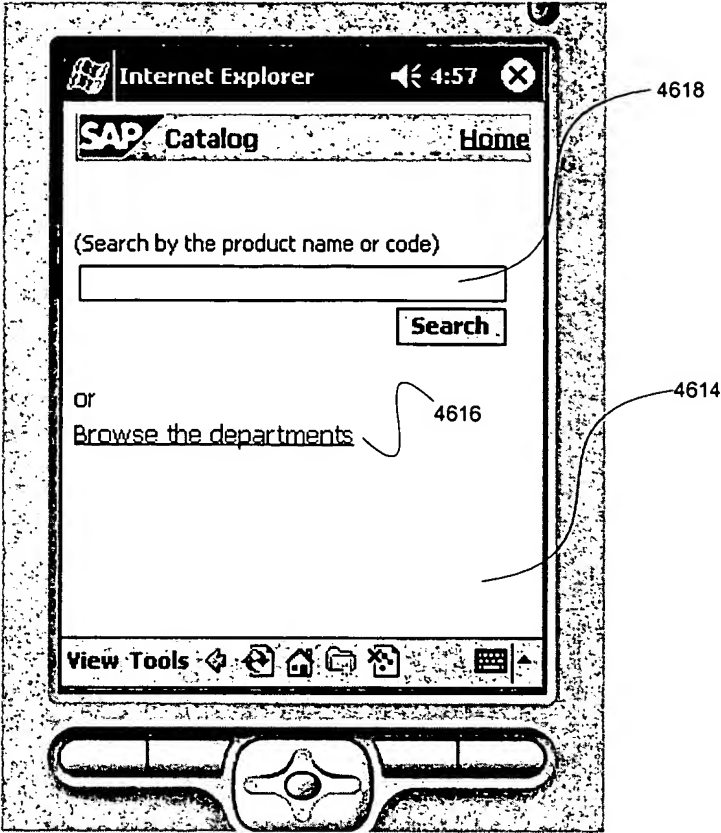 Internet Explorer 4:57
4618
SAP Catalog Home
(Search by the product name or code)
Search
4614
or
4616
Browse the departments
View Tools